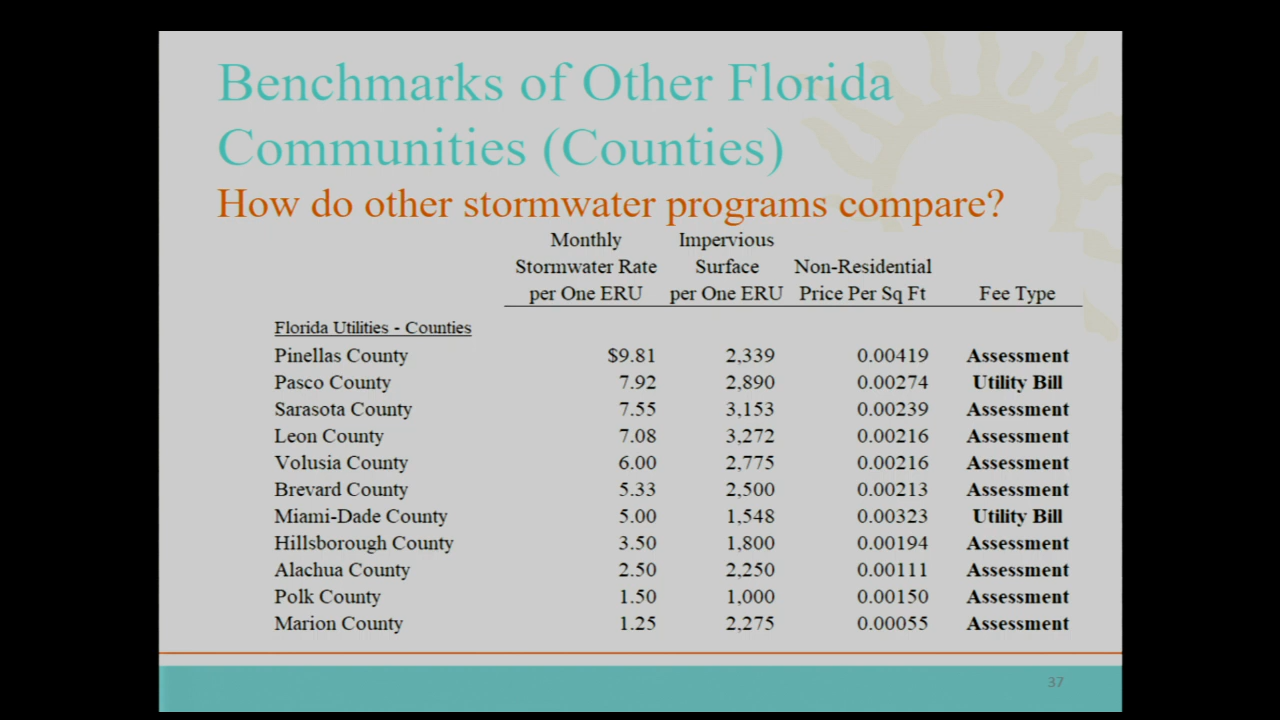 Benchmarks of Other Florida
Communities (Counties)
How do other stormwater programs compare?
Monthly Impervious
Stormwater Rate Surface Non-Residential
per One ERU per One ERU Price Per Sq Ft Fee Type
Florida Utilities - Counties
Pinellas County $9.81 2,339 0.00419 Assessment
Pasco County 7.92 2,890 0.00274 Utility Bill
Sarasota County 7.55 3,153 0.00239 Assessment
Leon County 7.08 3,272 0.00216 Assessment
Volusia County 6.00 2,775 0.00216 Assessment
Brevard County 5.33 2,500 0.00213 Assessment
Miami-Dade County 5.00 1,548 0.00323 Utility Bill
Hillsborough County 3.50 1,800 0.00194 Assessment
Alachua County 2.50 2,250 0.00111 Assessment
Polk County 1.50 1,000 0.00150 Assessment
Marion County 1.25 2,275 0.00055 Assessment
37